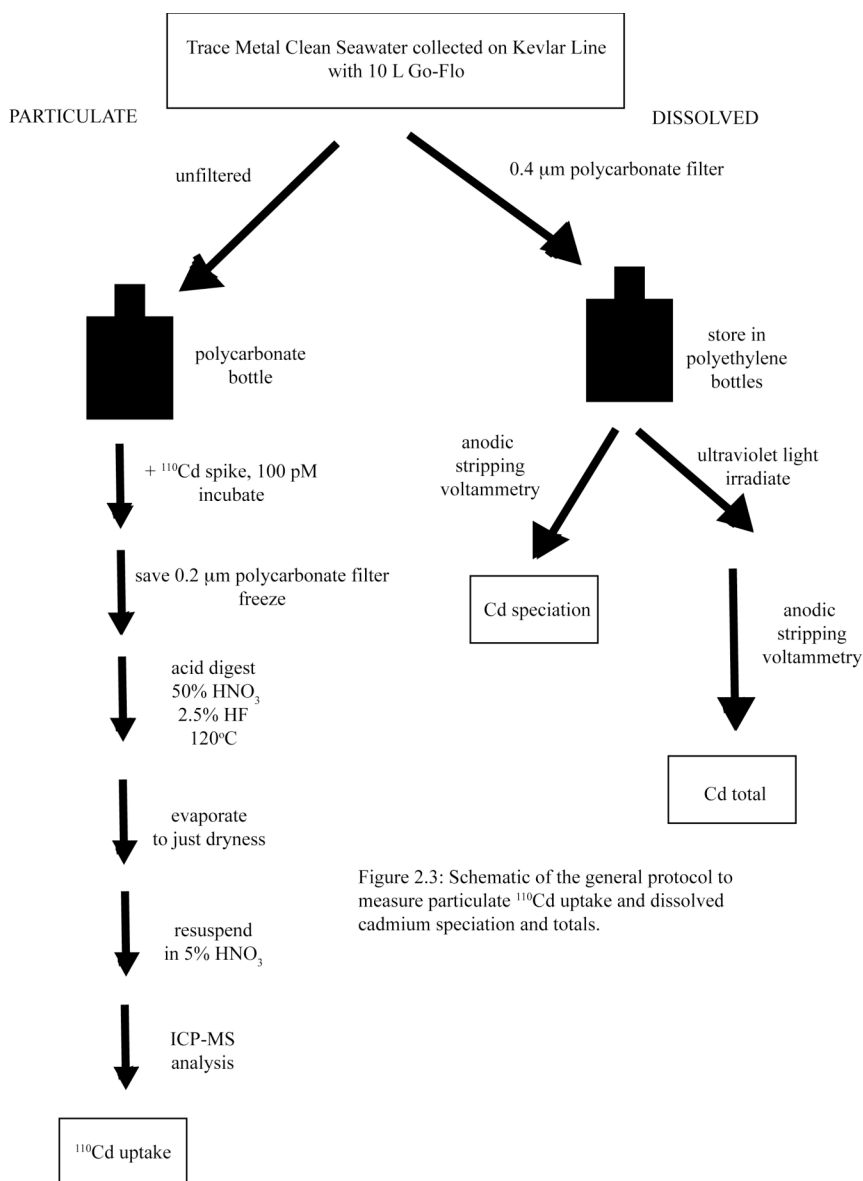 Trace Metal Clean Seawater collected on Kevlar Line
with 10 L Go-Flo
PARTICULATE
DISSOLVED
unfiltered
0.4 μm polycarbonate filter
polycarbonate
bottle
store in
polyethylene
bottles
+ ¹¹⁰Cd spike, 100 pM
incubate
anodic
stripping
voltammetry
ultraviolet light
irradiate
save 0.2 μm polycarbonate filter
freeze
Cd speciation
anodic
stripping
voltammetry
acid digest
50% HNO₃
2.5% HF
120°C
Cd total
evaporate
to just dryness
Figure 2.3: Schematic of the general protocol to
measure particulate ¹¹⁰Cd uptake and dissolved
cadmium speciation and totals.
resuspend
in 5% HNO₃
ICP-MS
analysis
¹¹⁰Cd uptake